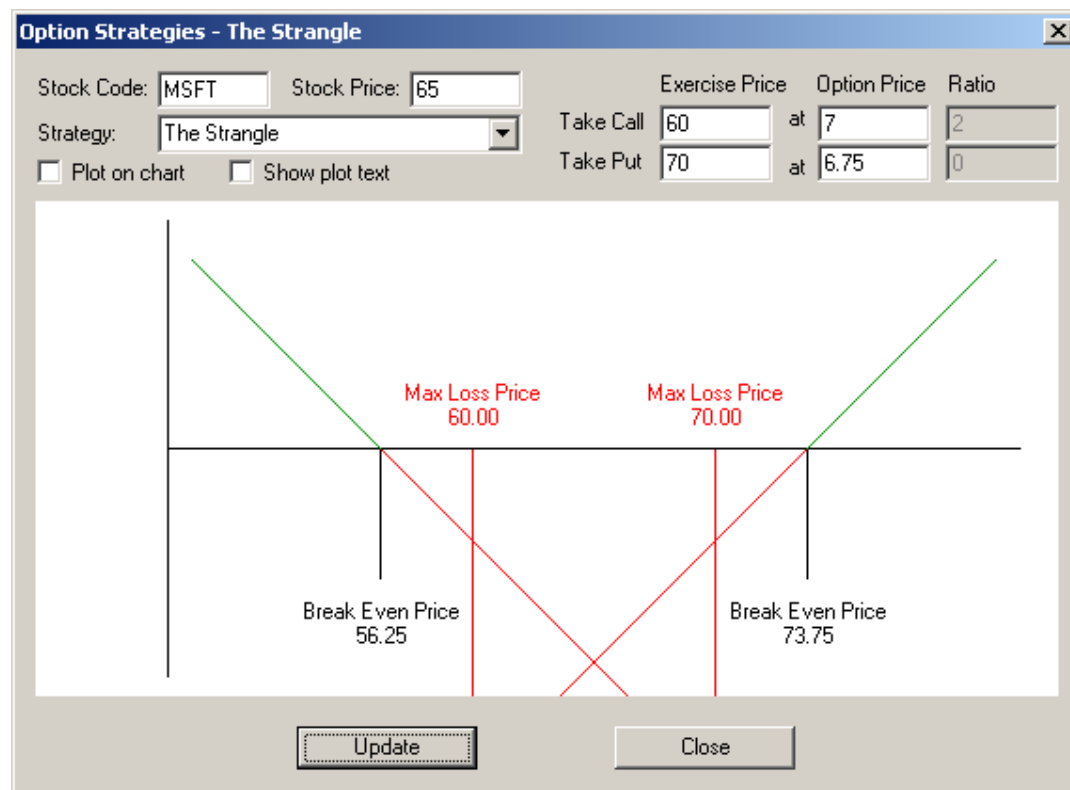 Option Strategies - The Strangle
Exercise Price Option Price Ratio
Stock Code: MSFT Stock Price: 65
Take Call 60 at 7 2
Strategy: The Strangle
Take Put 70 at 6.75 0
Plot on chart Show plot text
Max Loss Price
60.00
Max Loss Price
70.00
Break Even Price
56.25
Break Even Price
73.75
Update Close